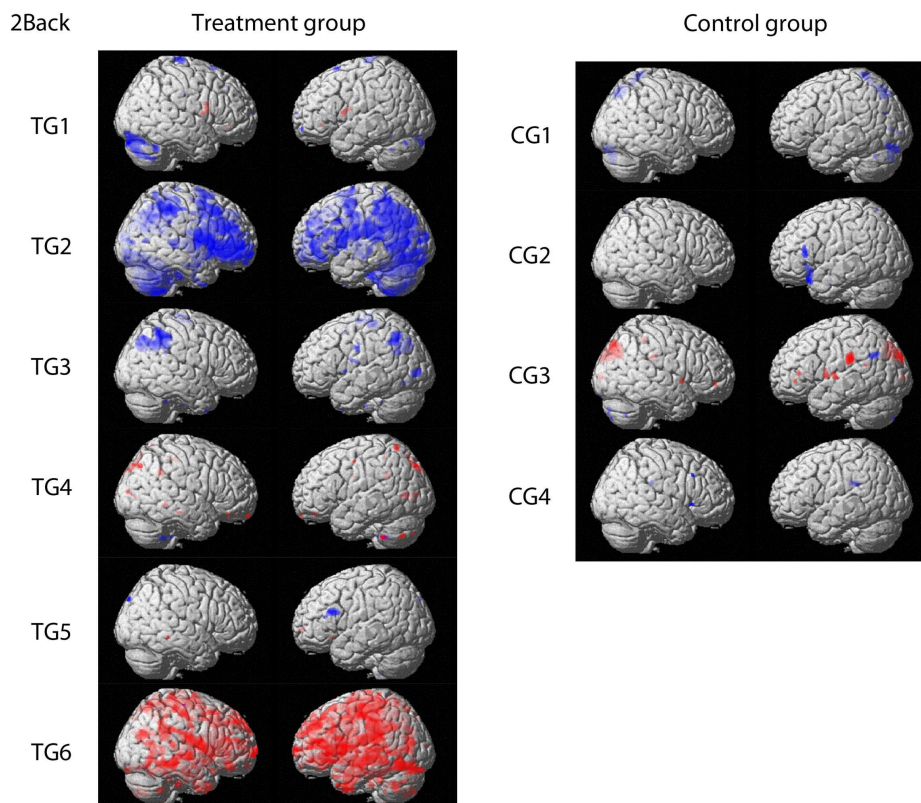 2Back
Treatment group
Control group
TG1
TG2
TG3
TG4
TG5
TG6
CG1
CG2
CG3
CG4